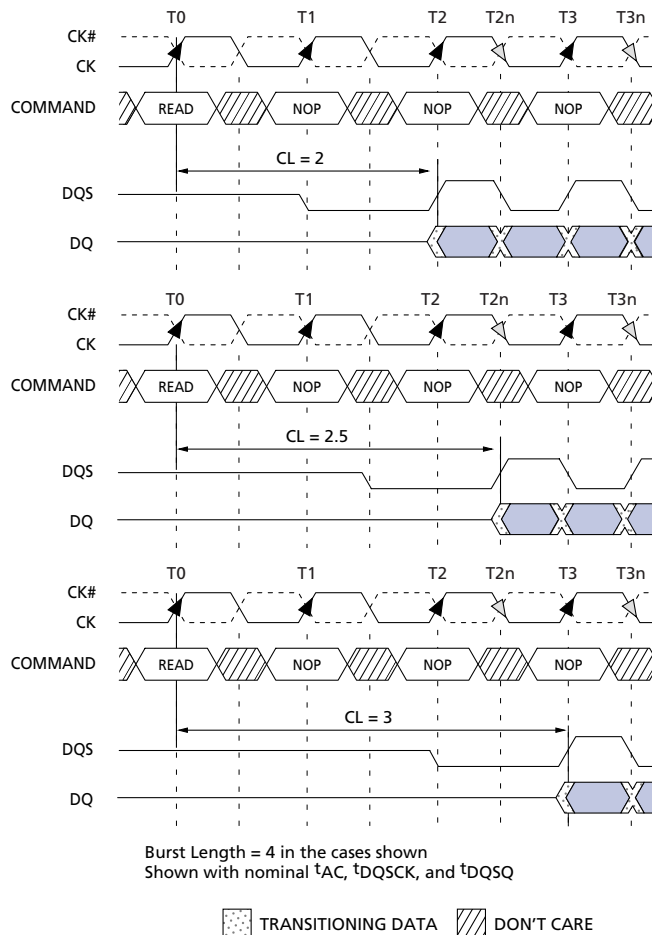 T0 T1 T2 T2n T3 T3n
CK#
CK
COMMAND READ NOP NOP NOP
CL = 2
DQS
DQ
T0 T1 T2 T2n T3 T3n
CK#
CK
COMMAND READ NOP NOP NOP
CL = 2.5
DQS
DQ
T0 T1 T2 T2n T3 T3n
CK#
CK
COMMAND READ NOP NOP NOP
CL = 3
DQS
DQ
Burst Length = 4 in the cases shown
Shown with nominal tAC, tDQSCK, and tDQSQ
TRANSITIONING DATA DON'T CARE